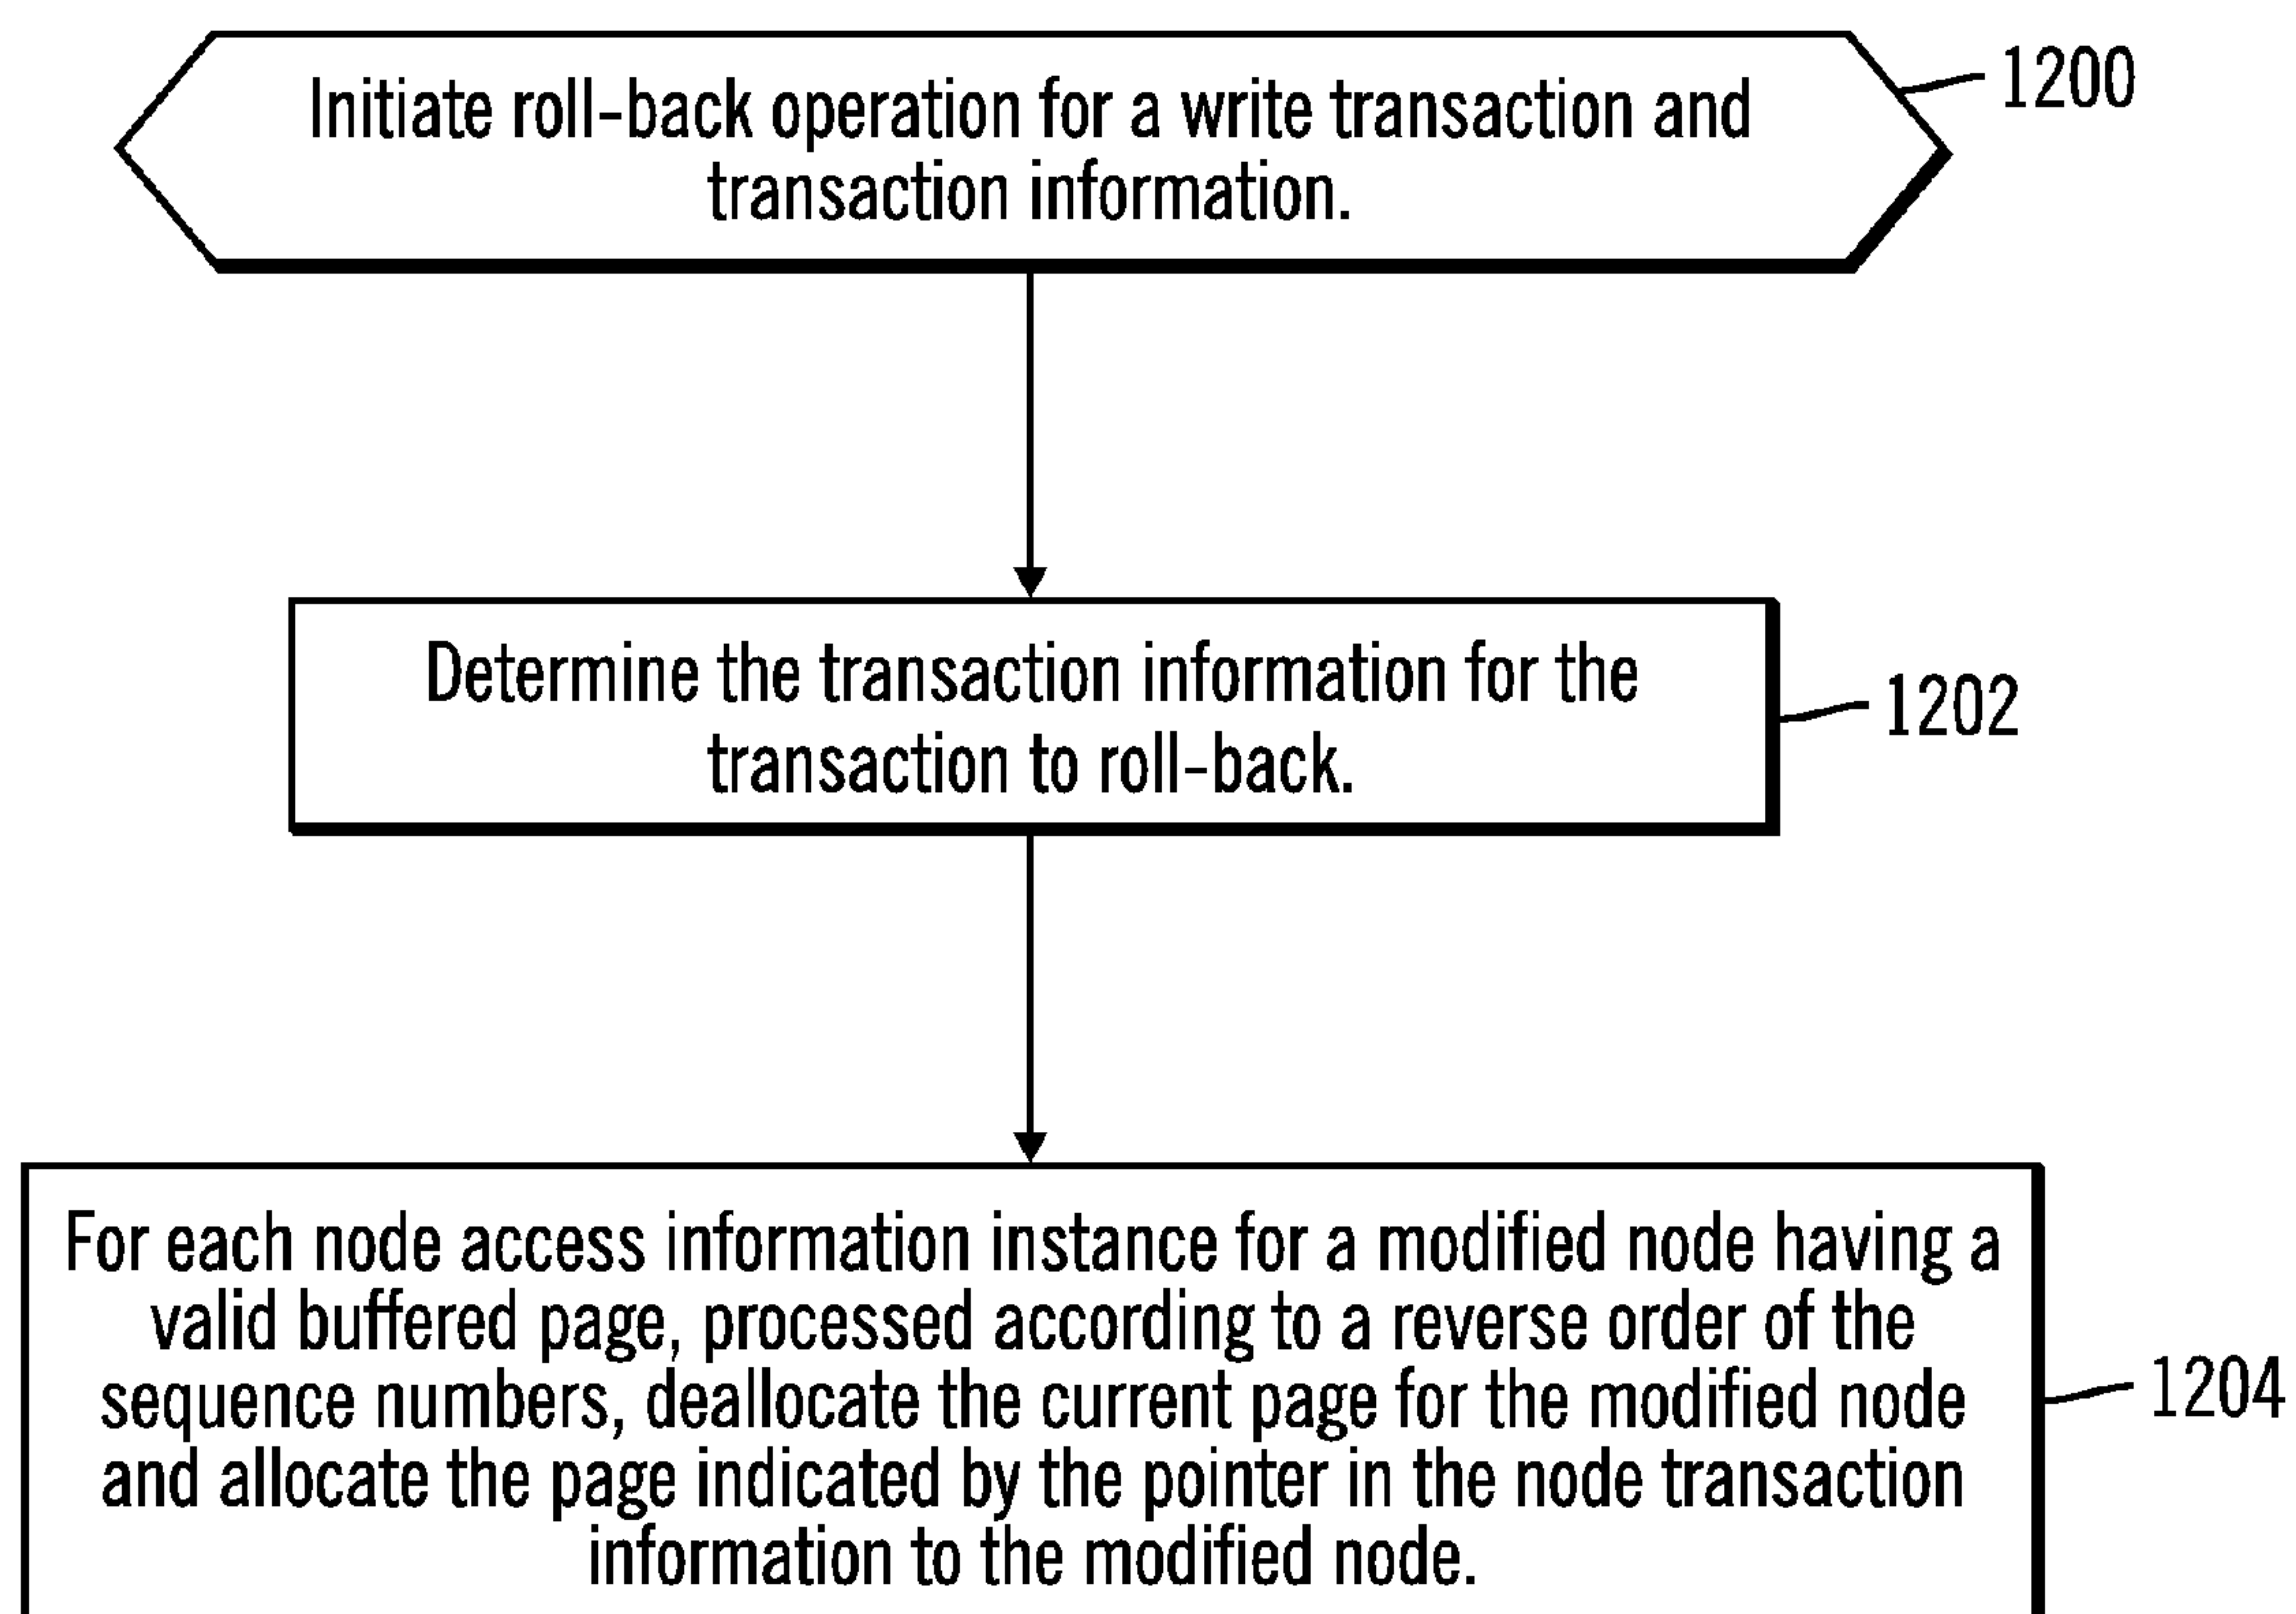 Initiate roll-back operation for a write transaction and
transaction information.
1200
Determine the transaction information for the
transaction to roll-back.
1202
For each node access information instance for a modified node having a
valid buffered page, processed according to a reverse order of the
sequence numbers, deallocate the current page for the modified node
and allocate the page indicated by the pointer in the node transaction
information to the modified node.
1204